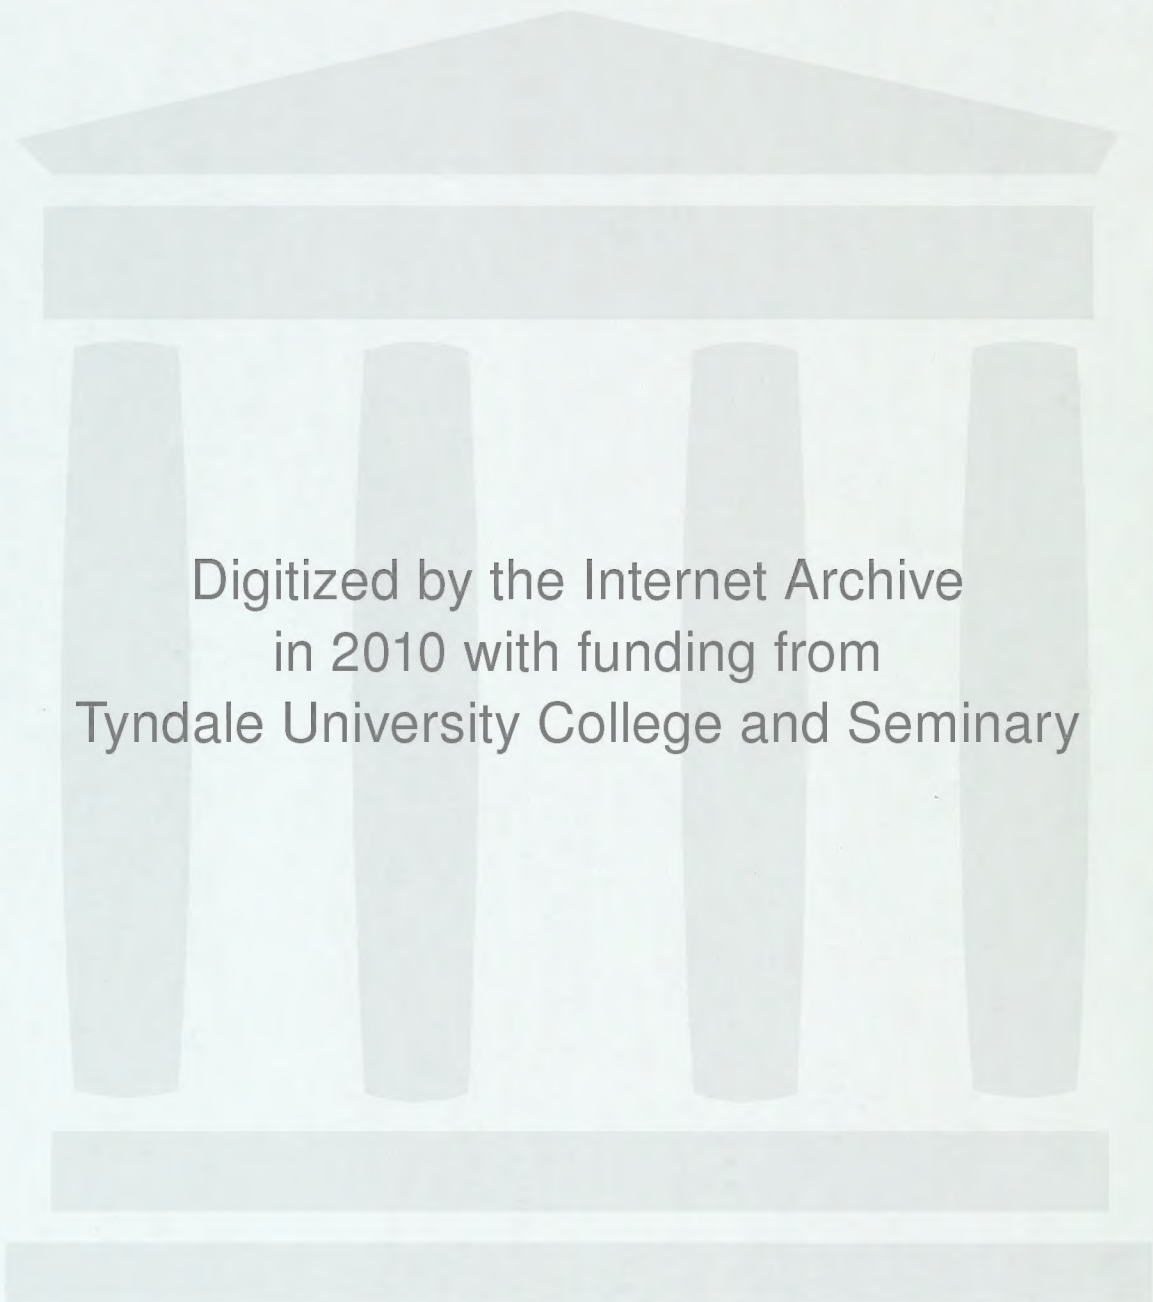 Digitized by the Internet Archive
in 2010 with funding from
Tyndale University College and Seminary